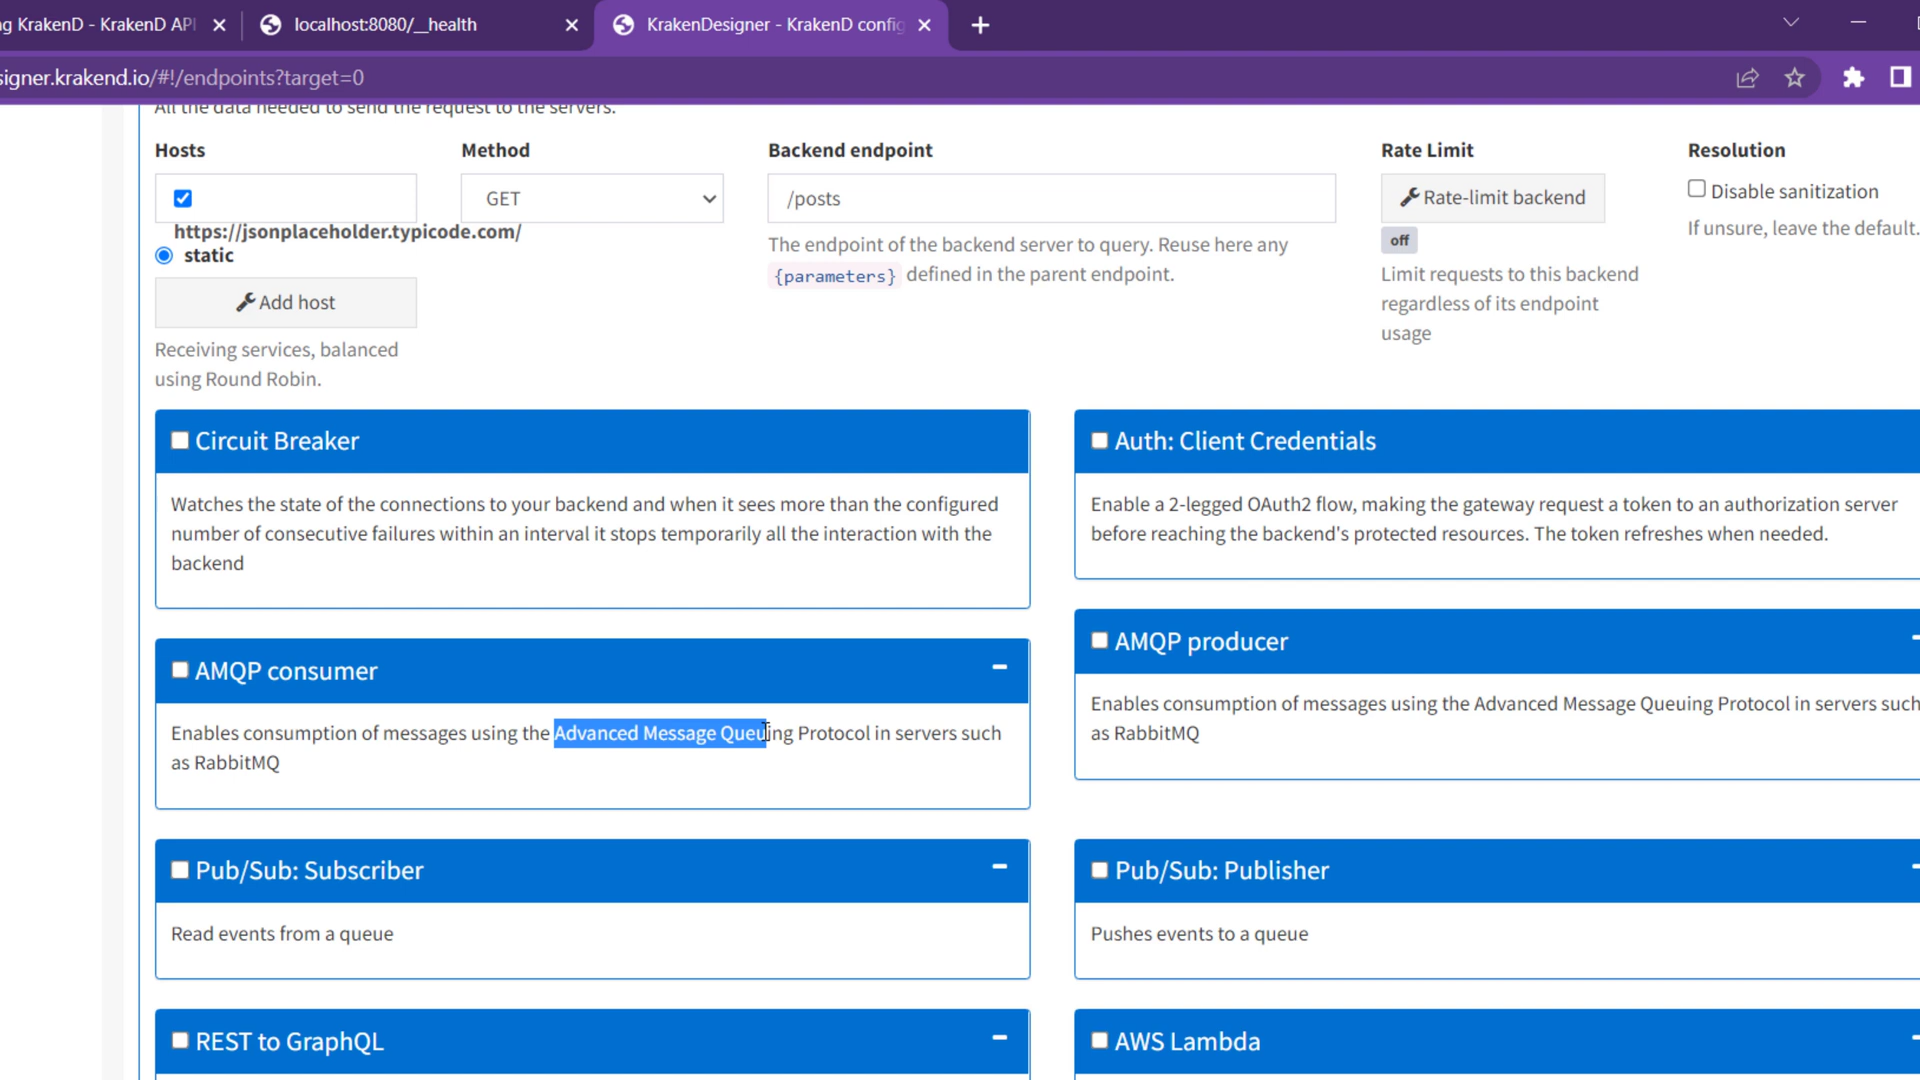 ng KrakenD - KrakenD API
localhost:8080/__health
KrakenDesigner - KrakenD config
signer.krakend.io/#!/endpoints?target=0
All the data needed to send the request to the servers.
Hosts
Method
Backend endpoint
Rate Limit
Resolution
GET
/posts
Rate-limit backend
Disable sanitization
https://jsonplaceholder.typicode.com/
static
The endpoint of the backend server to query. Reuse here any
{parameters} defined in the parent endpoint.
off
If unsure, leave the default.
Limit requests to this backend
regardless of its endpoint
usage
Add host
Receiving services, balanced
using Round Robin.
Circuit Breaker
Watches the state of the connections to your backend and when it sees more than the configured
number of consecutive failures within an interval it stops temporarily all the interaction with the
backend
Auth: Client Credentials
Enable a 2-legged OAuth2 flow, making the gateway request a token to an authorization server
before reaching the backend's protected resources. The token refreshes when needed.
AMQP consumer
Enables consumption of messages using the Advanced Message Queuing Protocol in servers such
as RabbitMQ
AMQP producer
Enables consumption of messages using the Advanced Message Queuing Protocol in servers such
as RabbitMQ
Pub/Sub: Subscriber
Read events from a queue
Pub/Sub: Publisher
Pushes events to a queue
REST to GraphQL
AWS Lambda